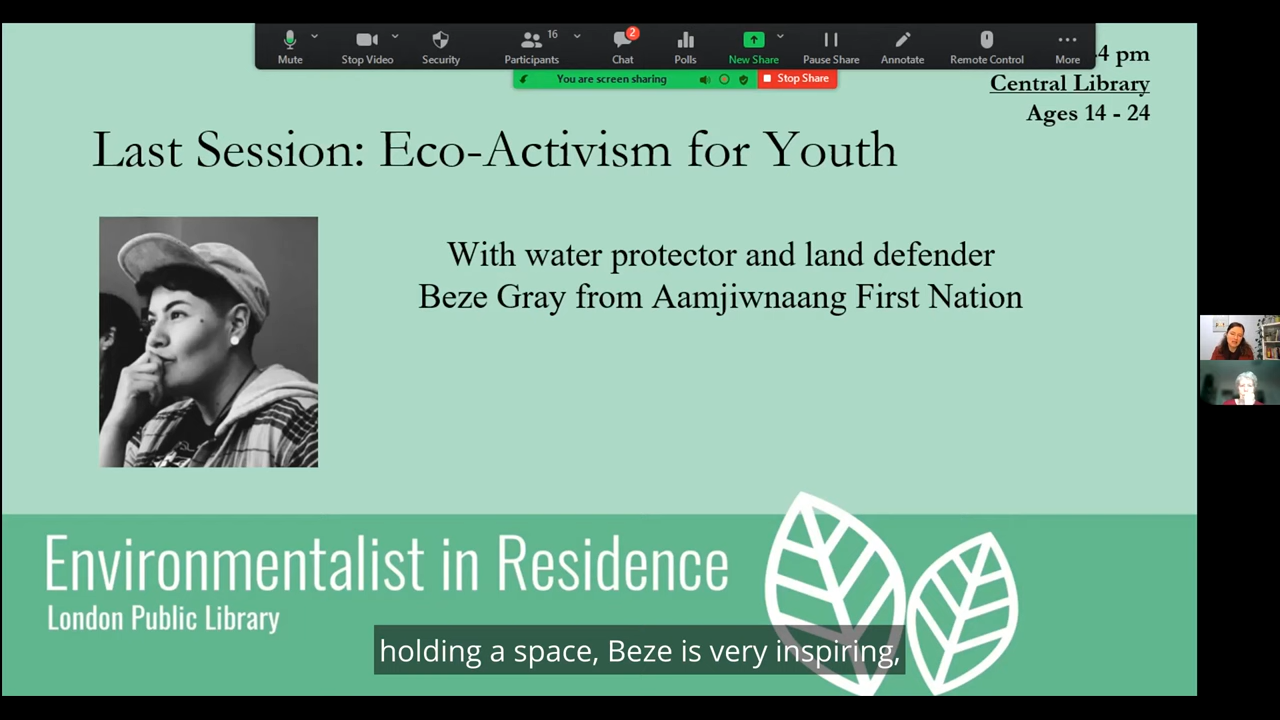 16
2
Mute
Stop Video
Security
Participants
Chat
Polls
New Share
Pause Share
Annotate
Remote Control
More
You are screen sharing
Stop Share
4 pm
Central Library
Ages 14 - 24
Last Session: Eco-Activism for Youth
With water protector and land defender
Beze Gray from Aamjiwnaang First Nation
Environmentalist in Residence
London Public Library
holding a space, Beze is very inspiring,